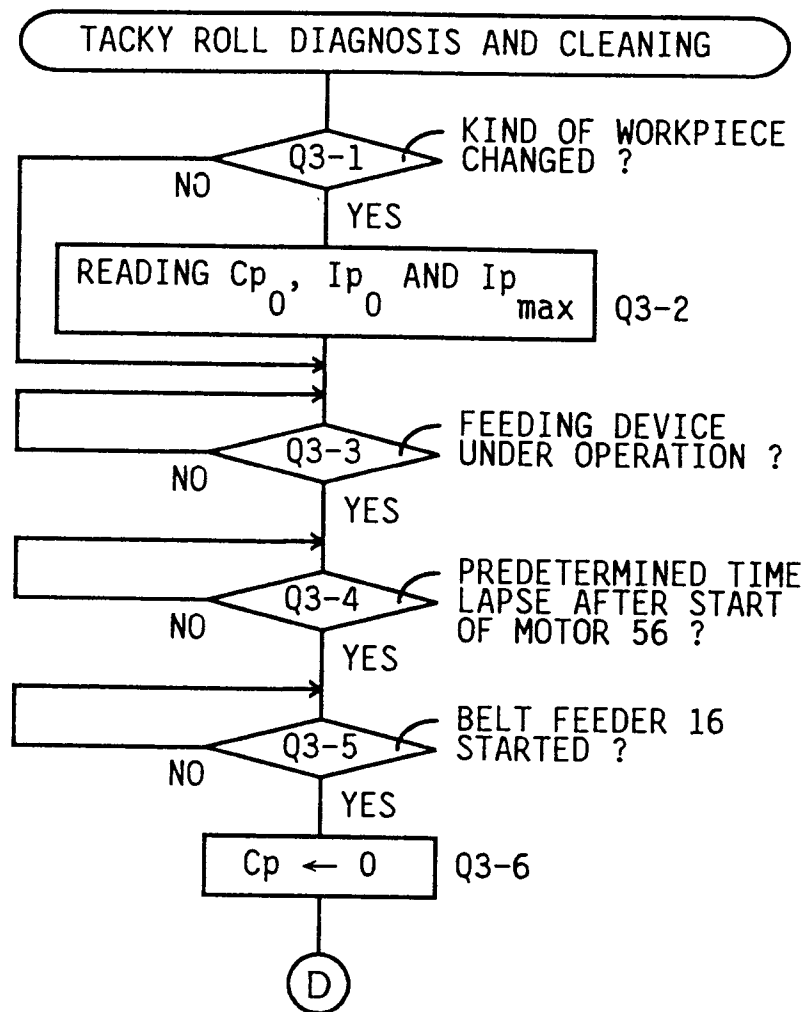 TACKY ROLL DIAGNOSIS AND CLEANING
KIND OF WORKPIECE
CHANGED ?
Q3-1
NO
YES
READING Cp0, Ip0 AND Ipmax
Q3-2
FEEDING DEVICE
UNDER OPERATION ?
Q3-3
NO
YES
PREDETERMINED TIME
LAPSE AFTER START
OF MOTOR 56 ?
Q3-4
NO
YES
BELT FEEDER 16
STARTED ?
Q3-5
NO
YES
Cp ← 0
Q3-6
D